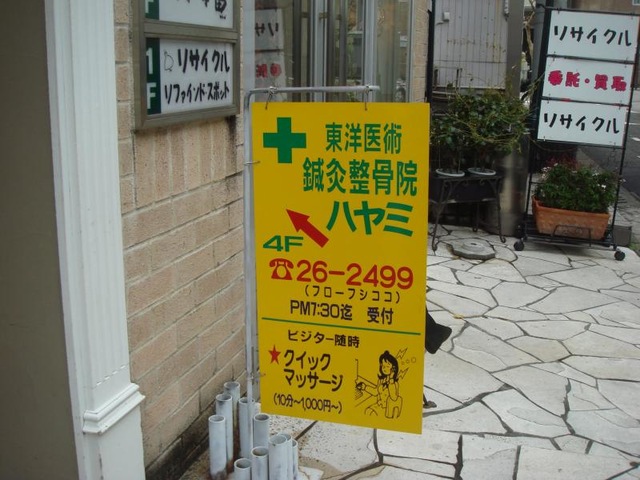 1
F
リサイクル
リファインド・スポット
東洋医術
鍼灸整骨院
ハヤミ
4F
☎26-2499
(フローフシココ)
PM7:30迄 受付
ビジター随時
★クイック
マッサージ
(10分~1,000円~)
リサイクル
委託・買取
リサイクル